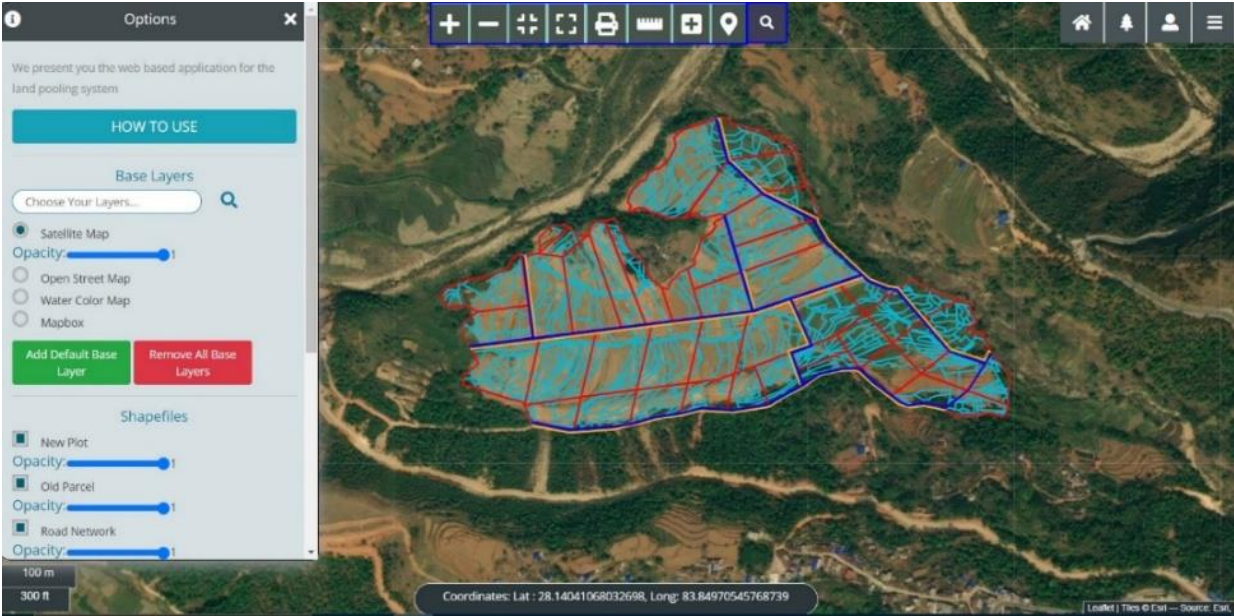 Options
We present you the web based application for the
land pooling system
HOW TO USE
Base Layers
Choose Your Layers...
Satellite Map
Opacity: 1
Open Street Map
Water Color Map
Mapbox
Add Default Base
Layer
Remove All Base
Layers
Shapefiles
New Plot
Opacity: 1
Old Parcel
Opacity: 1
Road Network
Opacity: 1
100 m
300 ft
Coordinates: Lat : 28.14041068032698, Long: 83.84970545768739
Leaflet | Tiles © Esri — Source: Esri,